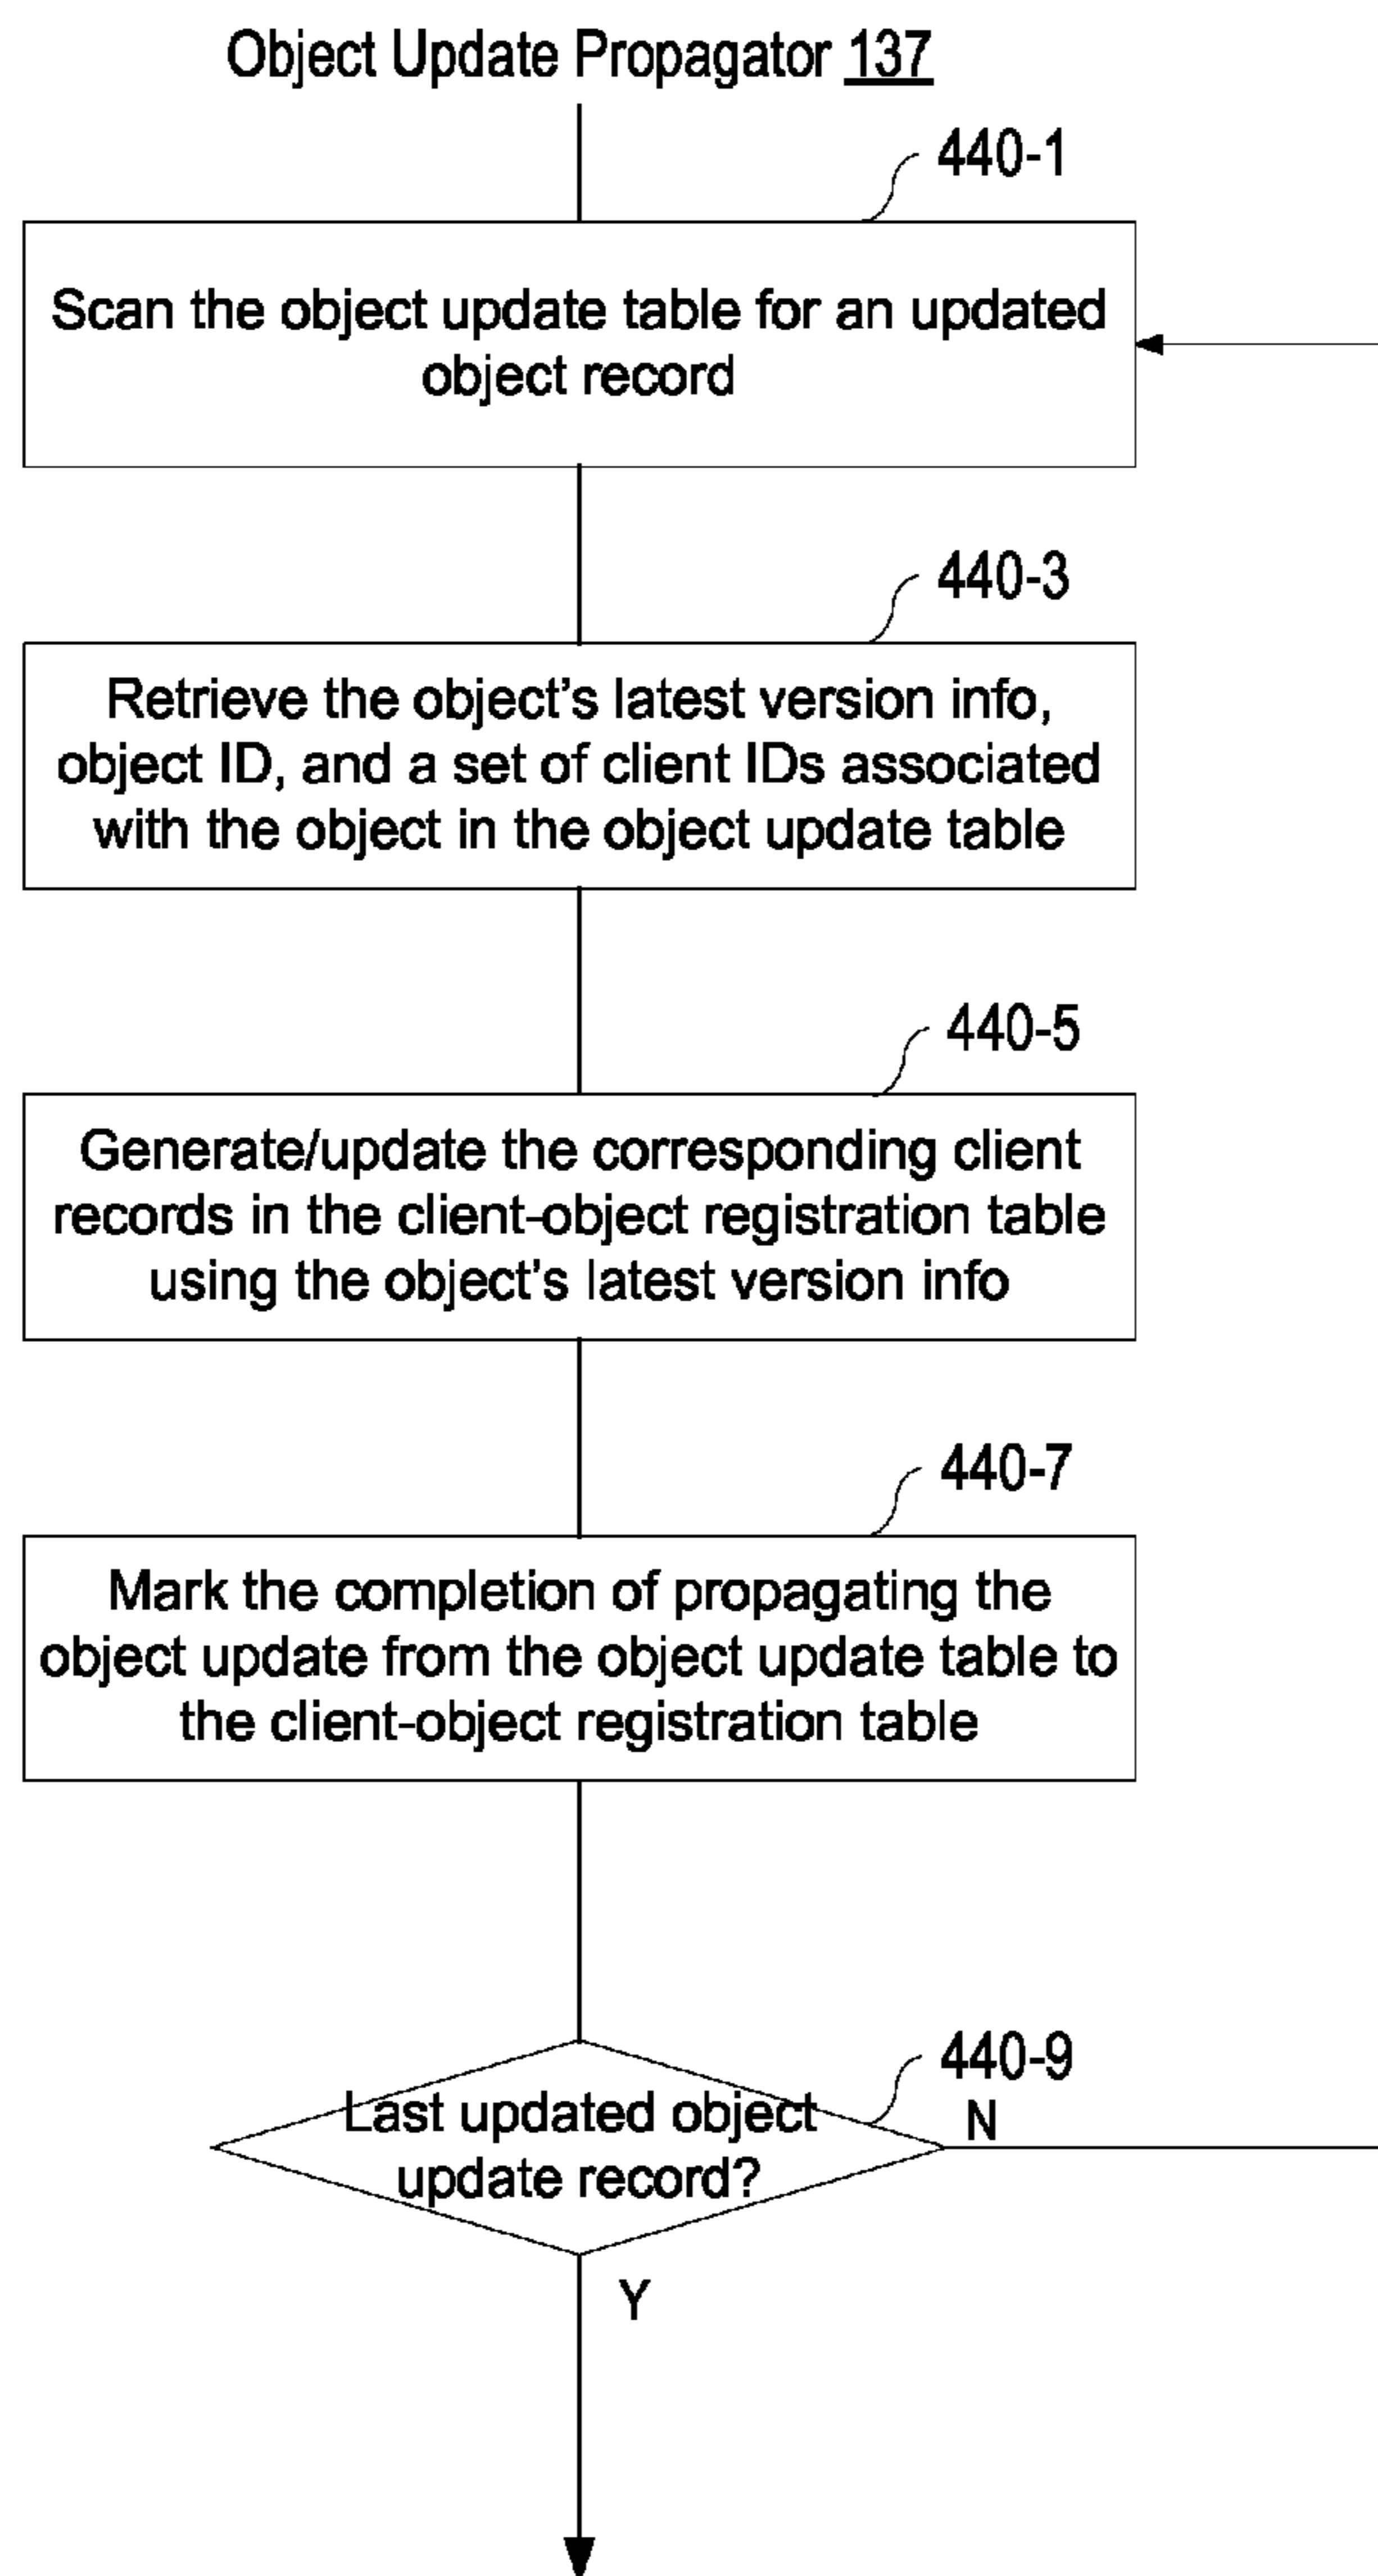 Object Update Propagator 137
440-1
Scan the object update table for an updated
object record
440-3
Retrieve the object's latest version info,
object ID, and a set of client IDs associated
with the object in the object update table
440-5
Generate/update the corresponding client
records in the client-object registration table
using the object's latest version info
440-7
Mark the completion of propagating the
object update from the object update table to
the client-object registration table
440-9
Last updated object
update record?
N
Y